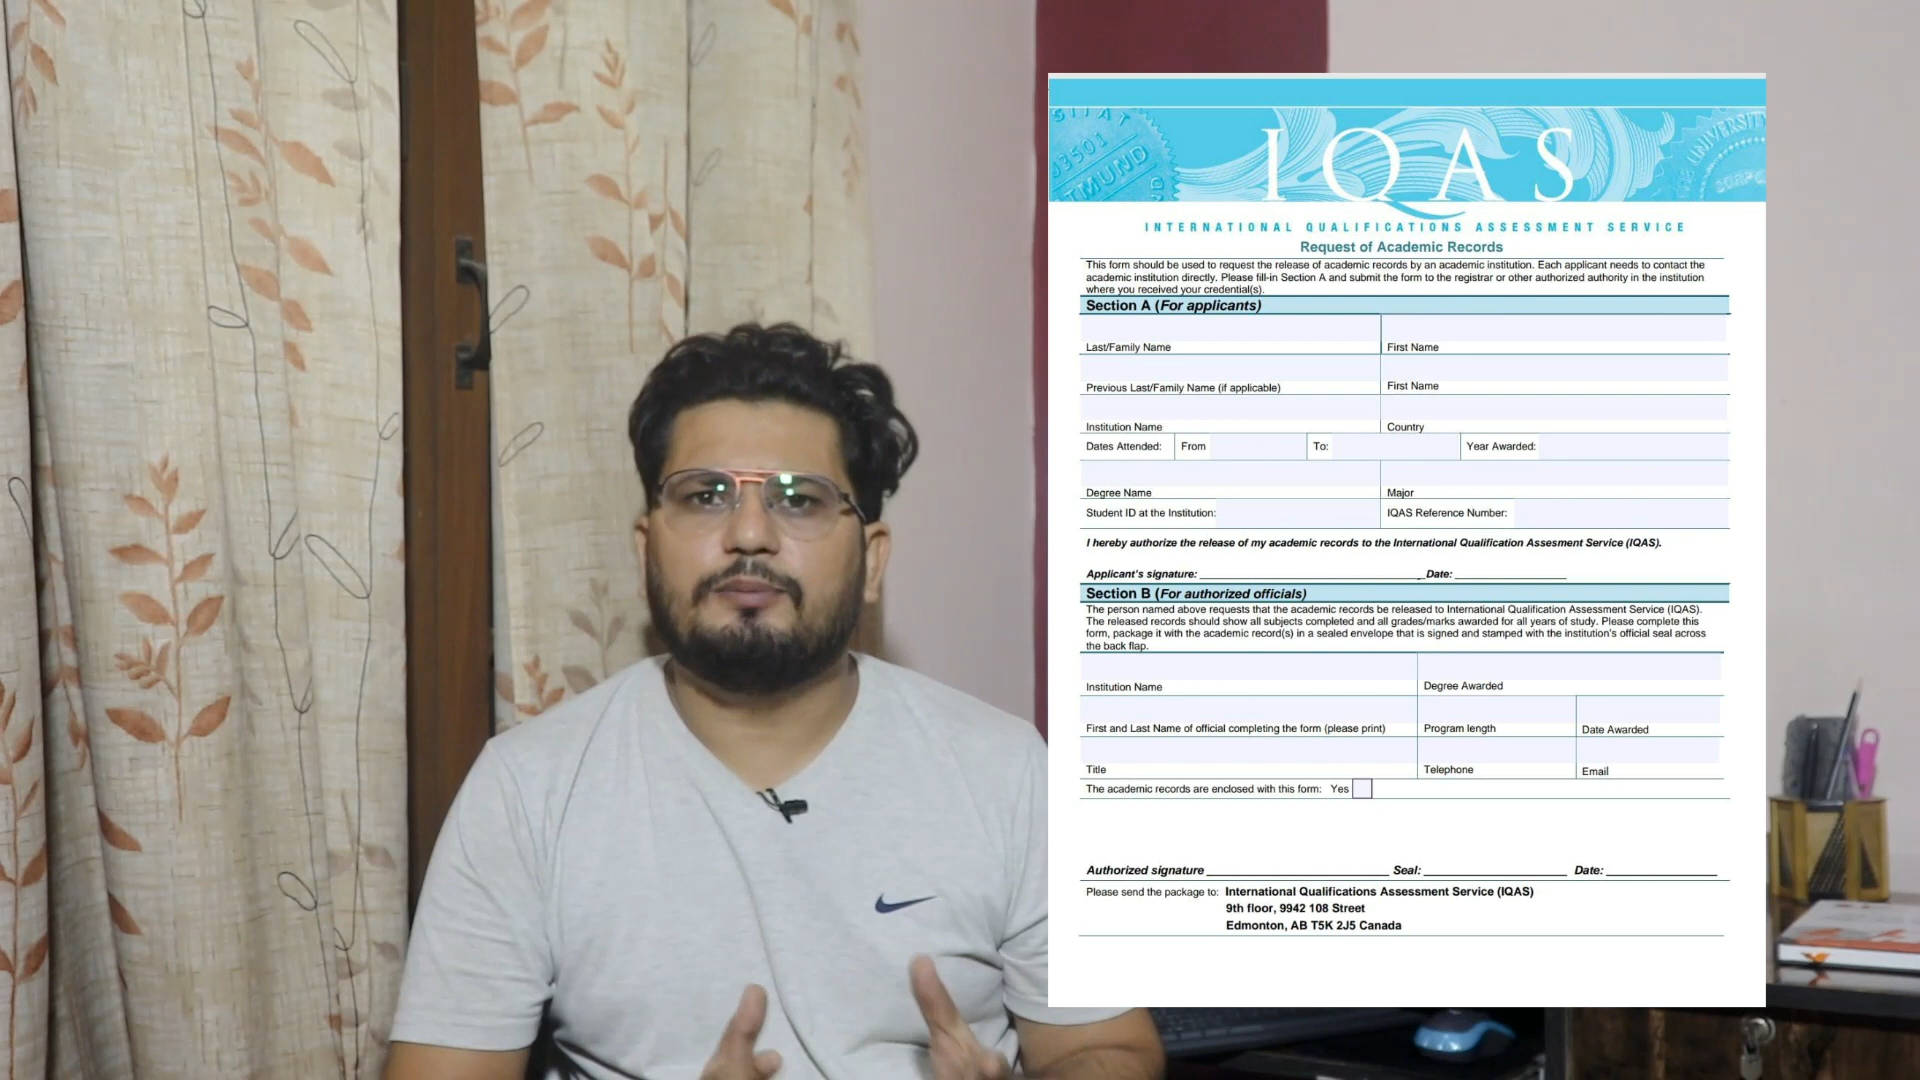 SITAT
03501
TMUND
IQAS
UNIVERSITY
INTERNATIONAL QUALIFICATIONS ASSESSMENT SERVICE
Request of Academic Records
This form should be used to request the release of academic records by an academic institution. Each applicant needs to contact the
academic institution directly. Please fill-in Section A and submit the form to the registrar or other authorized authority in the institution
where you received your credential(s).
Section A (For applicants)
Last/Family Name First Name
Previous Last/Family Name (if applicable) First Name
Institution Name Country
Dates Attended: From To: Year Awarded:
Degree Name Major
Student ID at the Institution: IQAS Reference Number:
I hereby authorize the release of my academic records to the International Qualification Assesment Service (IQAS).
Applicant's signature: Date:
Section B (For authorized officials)
The person named above requests that the academic records be released to International Qualification Assessment Service (IQAS).
The released records should show all subjects completed and all grades/marks awarded for all years of study. Please complete this
form, package it with the academic record(s) in a sealed envelope that is signed and stamped with the institution's official seal across
the back flap.
Institution Name Degree Awarded
First and Last Name of official completing the form (please print) Program length Date Awarded
Title Telephone Email
The academic records are enclosed with this form: Yes
Authorized signature Seal: Date:
Please send the package to: International Qualifications Assessment Service (IQAS)
9th floor, 9942 108 Street
Edmonton, AB T5K 2J5 Canada